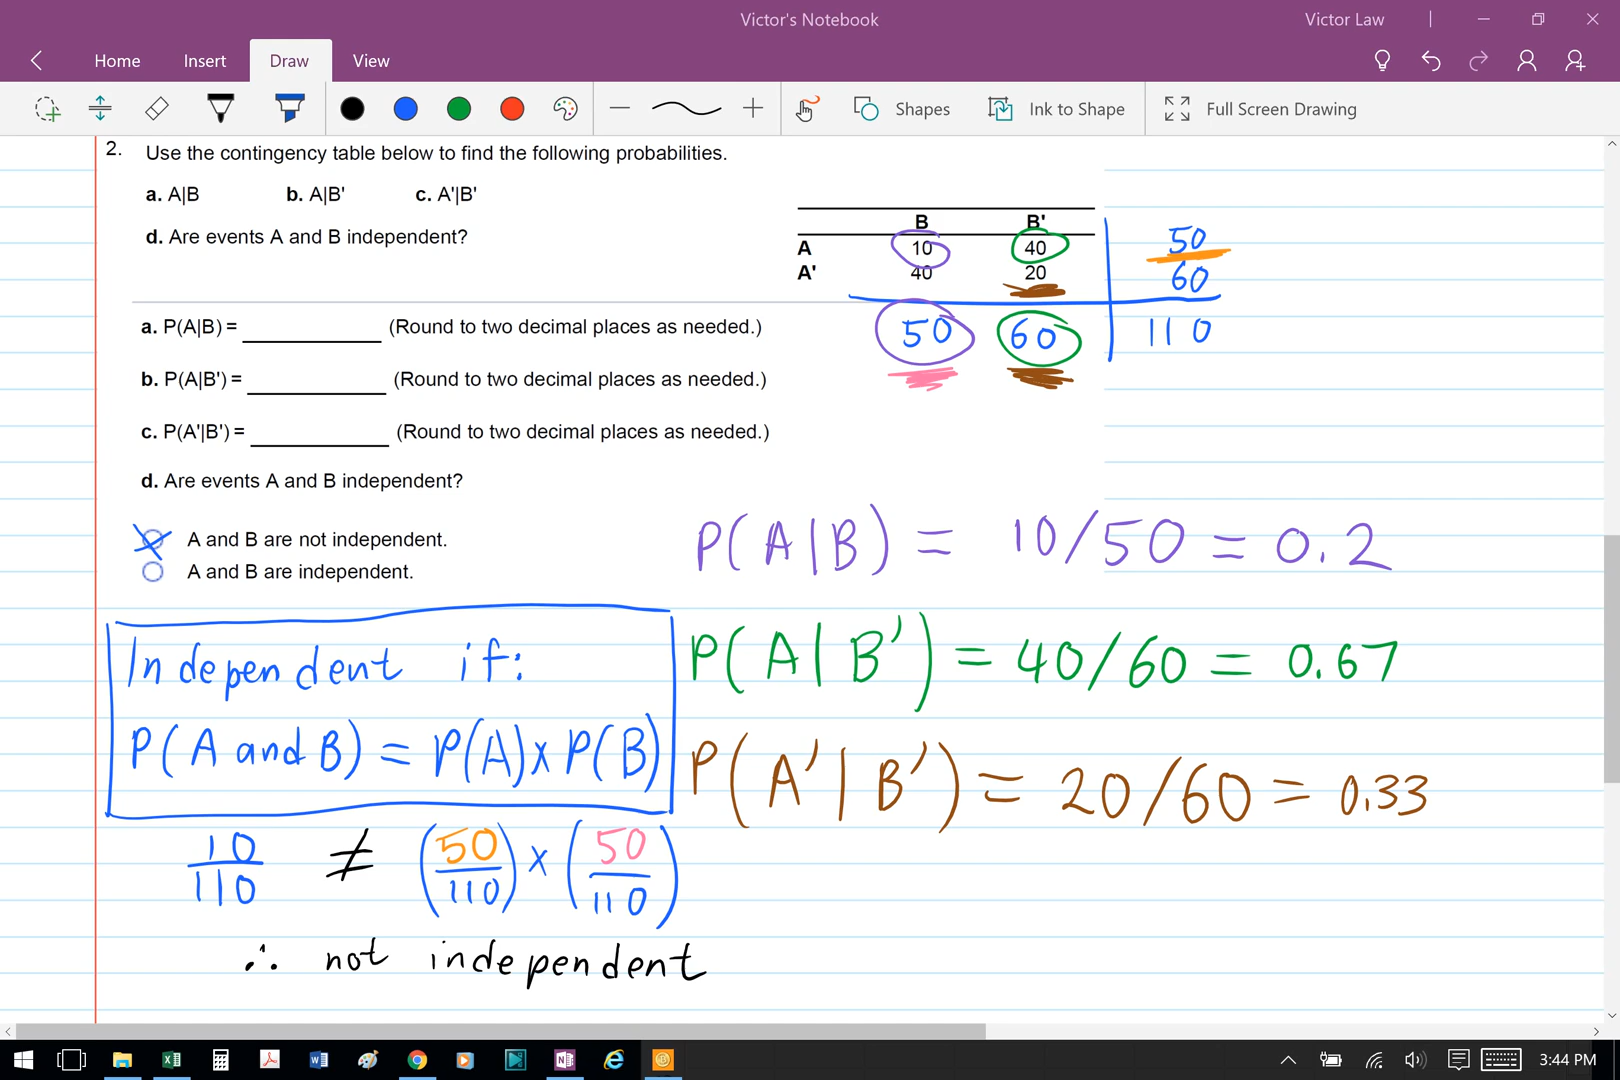 Victor's Notebook
Victor Law
Home Insert Draw View
Shapes Ink to Shape Full Screen Drawing
2. Use the contingency table below to find the following probabilities.
a. A|B b. A|B' c. A'|B'
d. Are events A and B independent?
B B'
A 10 40 50
A' 40 20 60
50 60 110
a. P(A|B) = ____________ (Round to two decimal places as needed.)
b. P(A|B') = ____________ (Round to two decimal places as needed.)
c. P(A'|B') = ____________ (Round to two decimal places as needed.)
d. Are events A and B independent?
A and B are not independent.
A and B are independent.
P(A|B) = 10/50 = 0.2
P(A|B') = 40/60 = 0.67
P(A'|B') = 20/60 = 0.33
Independent if:
P(A and B) = P(A) x P(B)
10/110 ≠ (50/110) x (50/110)
∴ not independent
3:44 PM